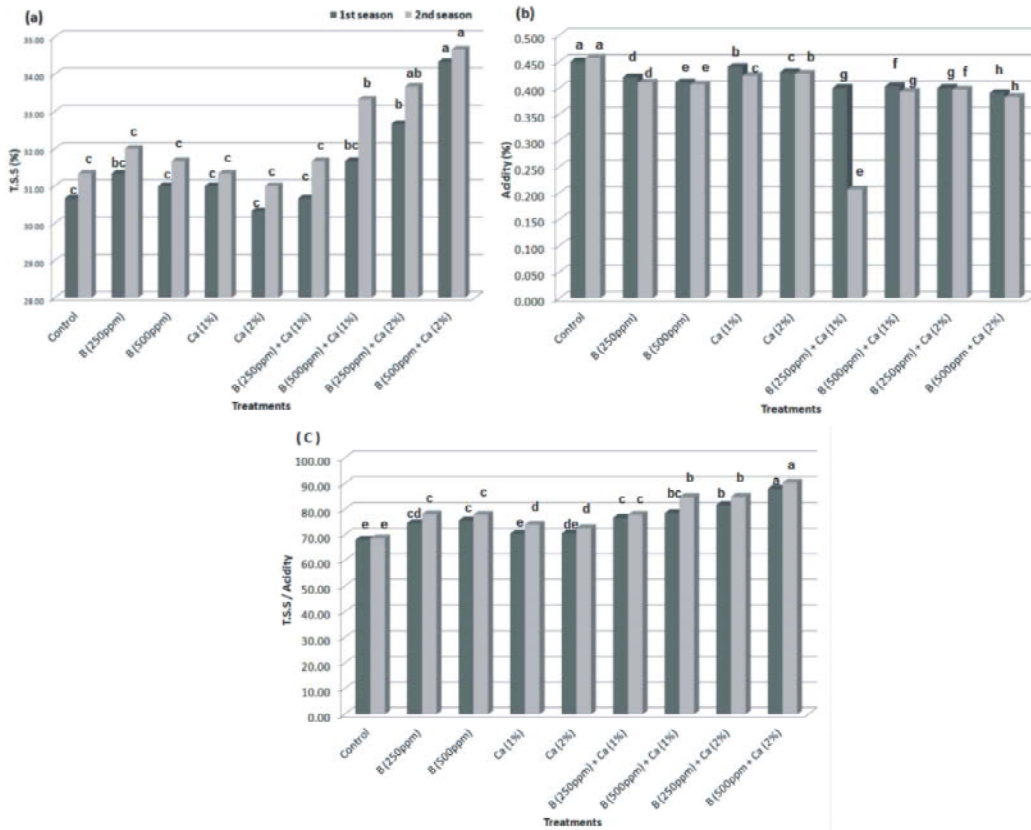 (a)
1st season 2nd season
35.00
34.00
33.00
32.00
31.00
30.00
29.00
28.00
T.S.S (%)
c c bc c c c c c c c c c bc b b ab a a
Control
B (250ppm)
B (500ppm)
Ca (1%)
Ca (2%)
B (250ppm) + Ca (1%)
B (500ppm) + Ca (1%)
B (250ppm) + Ca (2%)
B (500ppm + Ca (2%)
Treatments
(b)
0.500
0.450
0.400
0.350
0.300
0.250
0.200
0.150
0.100
0.050
0.000
Acidity (%)
a a d d e e b c c b g e f g g f h h
Control
B (250ppm)
B (500ppm)
Ca (1%)
Ca (2%)
B (250ppm) + Ca (1%)
B (500ppm) + Ca (1%)
B (250ppm) + Ca (2%)
B (500ppm + Ca (2%)
Treatments
( C )
100.00
90.00
80.00
70.00
60.00
50.00
40.00
30.00
20.00
10.00
0.00
T.S.S / Acidity
e e cd c c c e d de d c c bc b b b a a
Control
B (250ppm)
B (500ppm)
Ca (1%)
Ca (2%)
B (250ppm) + Ca (1%)
B (500ppm) + Ca (1%)
B (250ppm) + Ca (2%)
B (500ppm + Ca (2%)
Treatments